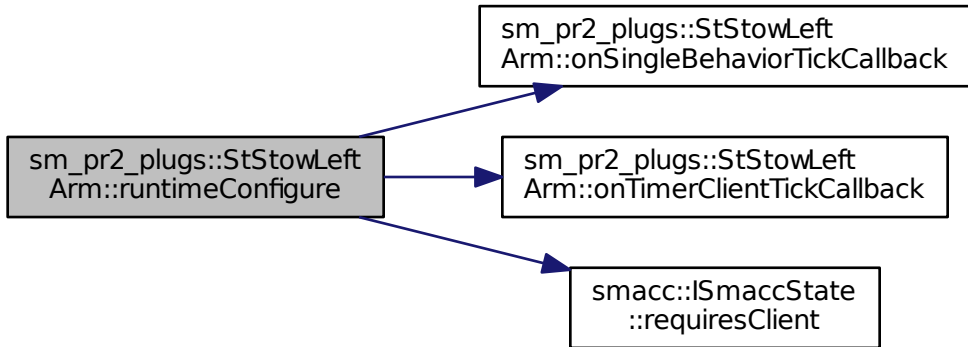 sm_pr2_plugs::StStowLeft
Arm::runtimeConfigure
sm_pr2_plugs::StStowLeft
Arm::onSingleBehaviorTickCallback
sm_pr2_plugs::StStowLeft
Arm::onTimerClientTickCallback
smacc::ISmaccState
::requiresClient